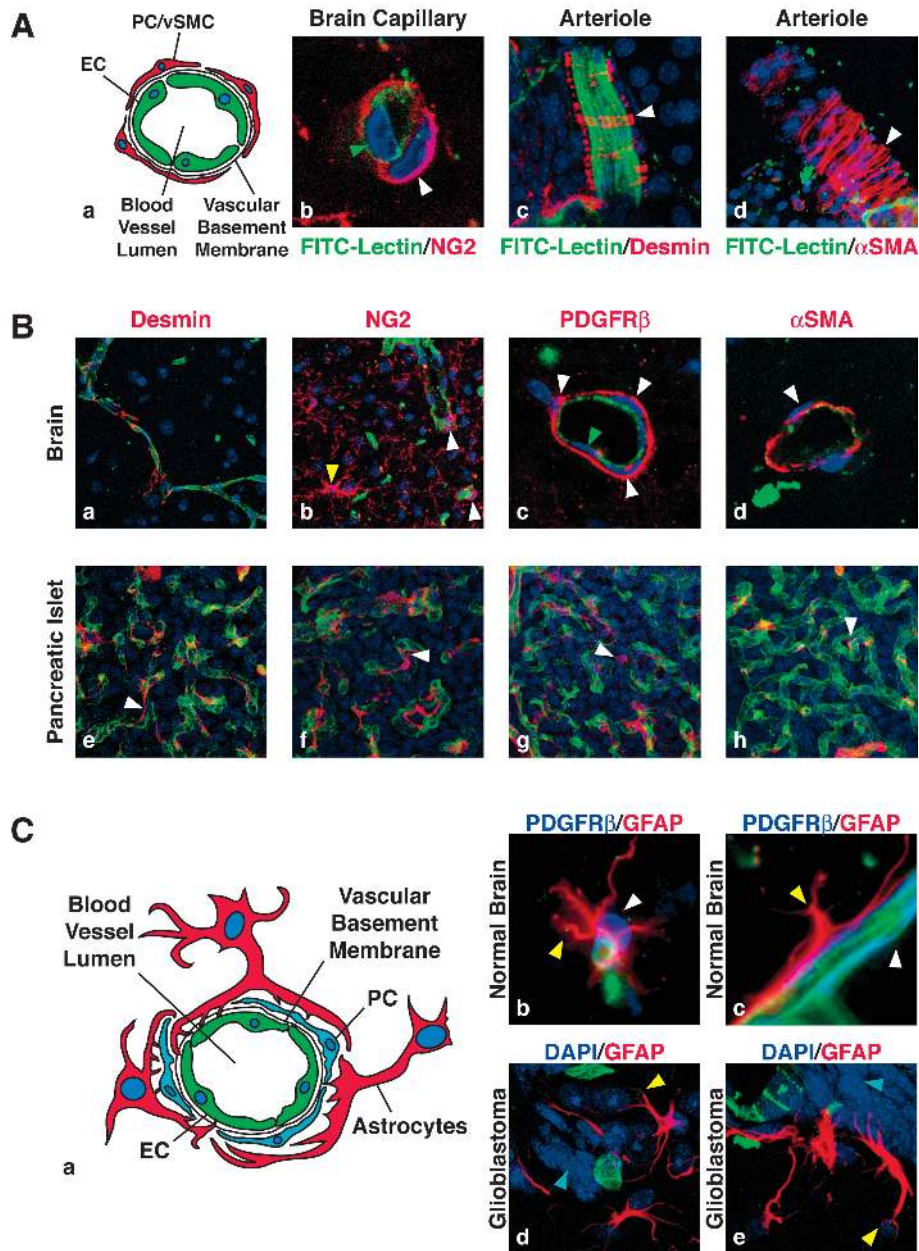 A
PC/vSMC
EC
a
Blood
Vessel
Lumen
Vascular
Basement
Membrane
Brain Capillary
b
FITC-Lectin/NG2
Arteriole
c
FITC-Lectin/Desmin
Arteriole
d
FITC-Lectin/αSMA
B
Desmin
NG2
PDGFRβ
αSMA
Brain
a
b
c
d
Pancreatic Islet
e
f
g
h
C
Blood
Vessel
Lumen
Vascular
Basement
Membrane
PC
Astrocytes
EC
a
PDGFRβ/GFAP
Normal Brain
b
PDGFRβ/GFAP
Normal Brain
c
DAPI/GFAP
Glioblastoma
d
DAPI/GFAP
Glioblastoma
e